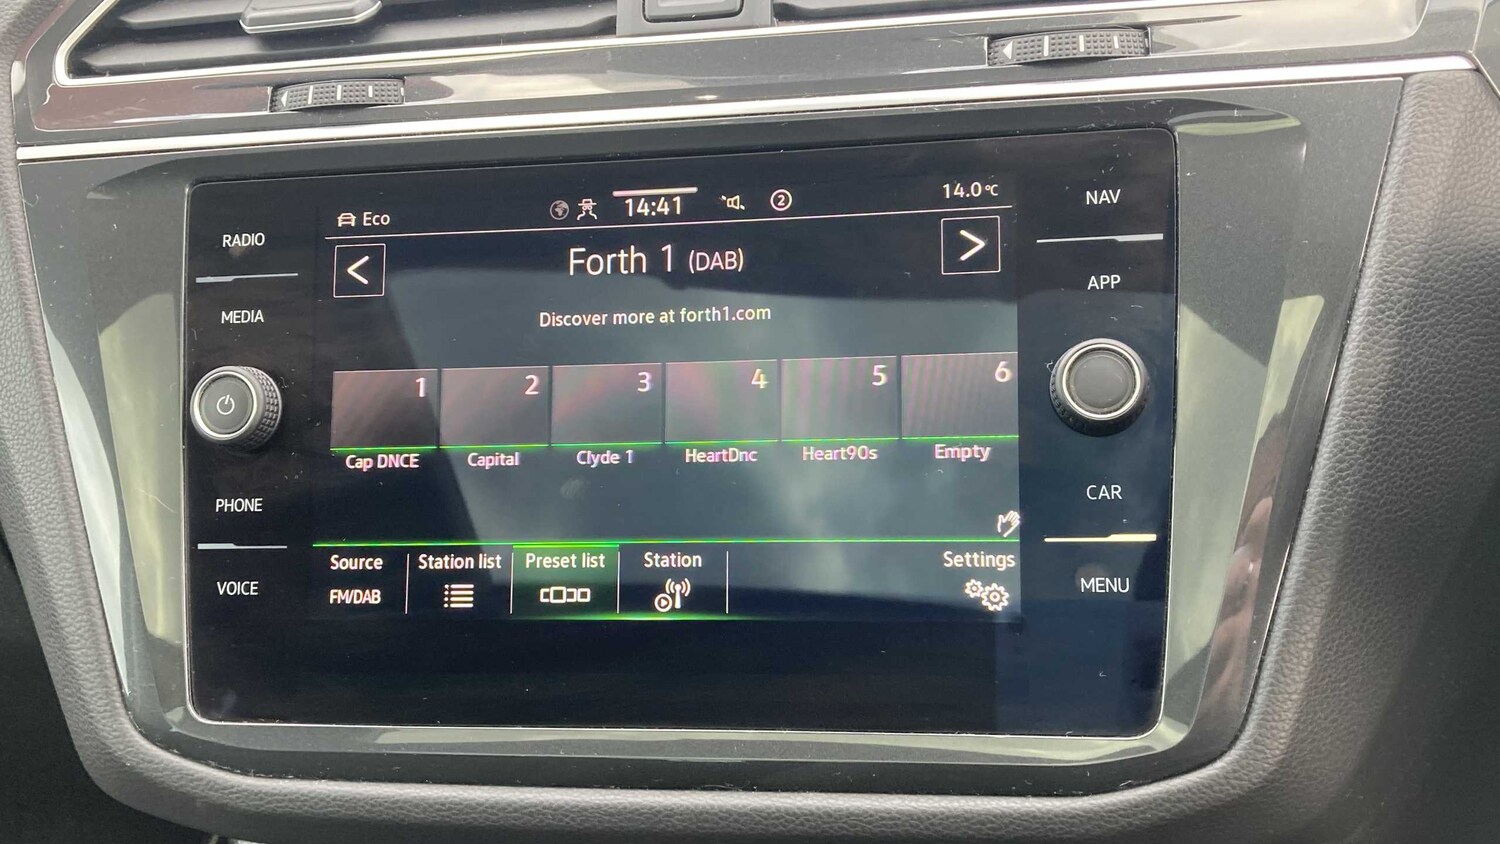 Eco
14:41
2
14.0°C
RADIO
MEDIA
PHONE
VOICE
Forth 1 (DAB)
Discover more at forth1.com
1 2 3 4 5 6
Cap DNCE Capital Clyde 1 HeartDnc Heart90s Empty
Source Station list Preset list Station Settings
FM/DAB
NAV
APP
CAR
MENU